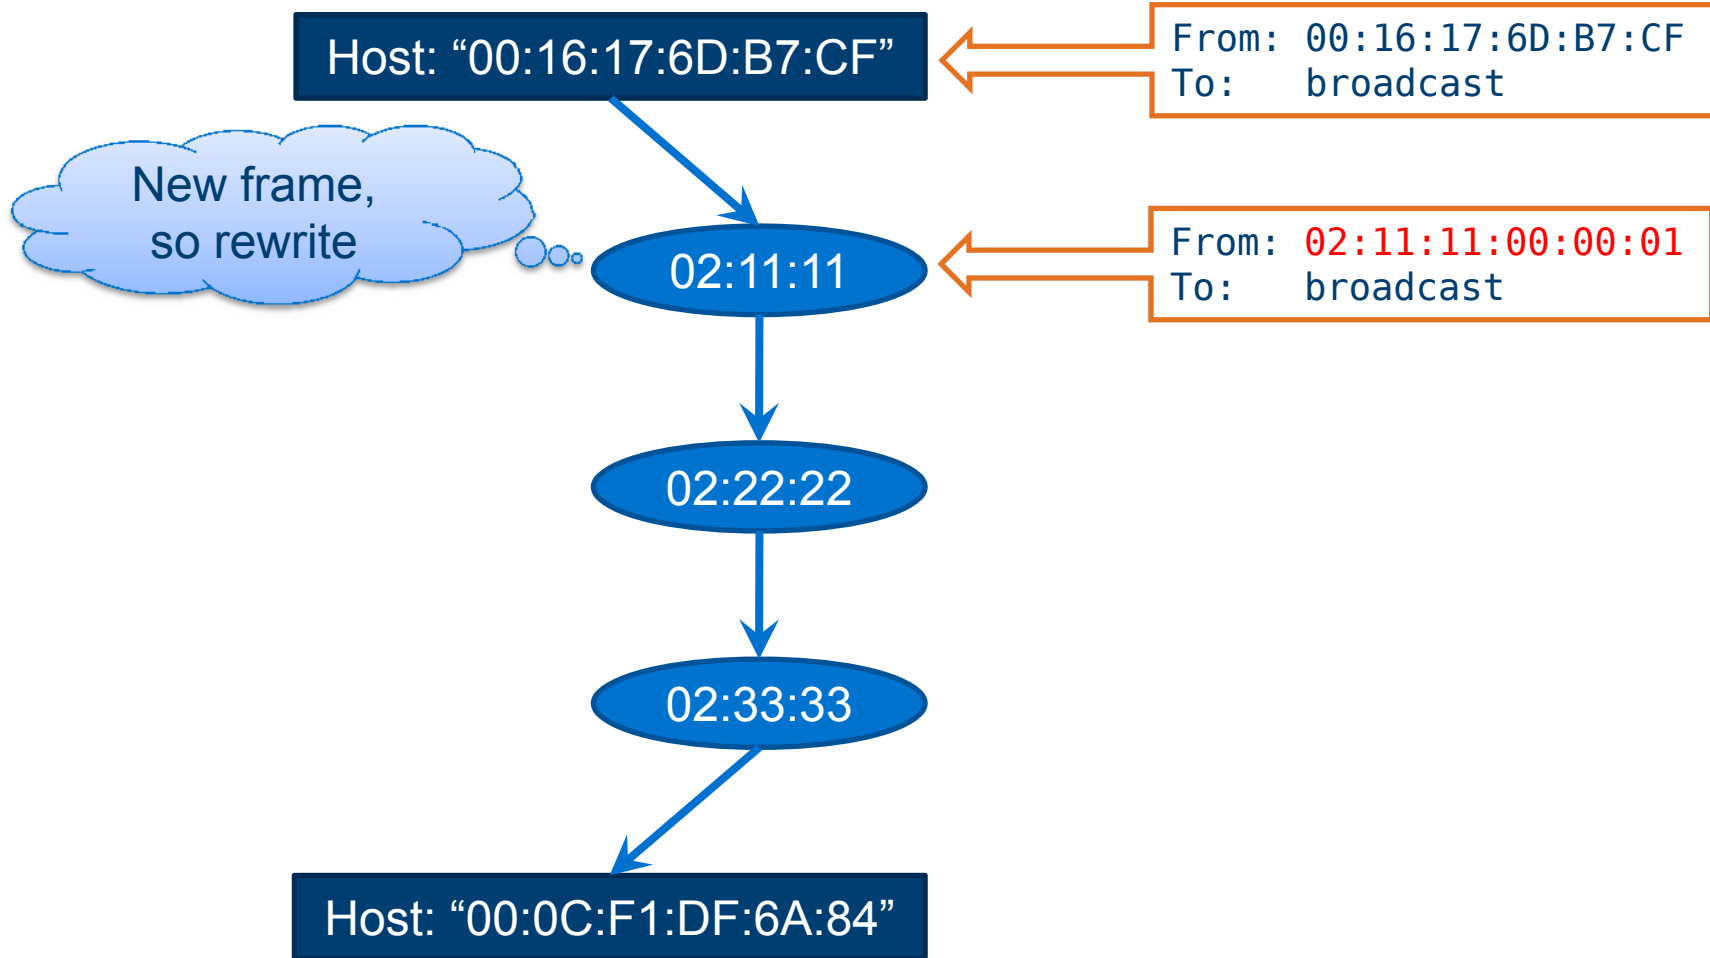 Host: “00:16:17:6D:B7:CF”
From: 00:16:17:6D:B7:CF
To: broadcast
New frame,
so rewrite
02:11:11
From: 02:11:11:00:00:01
To: broadcast
02:22:22
02:33:33
Host: “00:0C:F1:DF:6A:84”